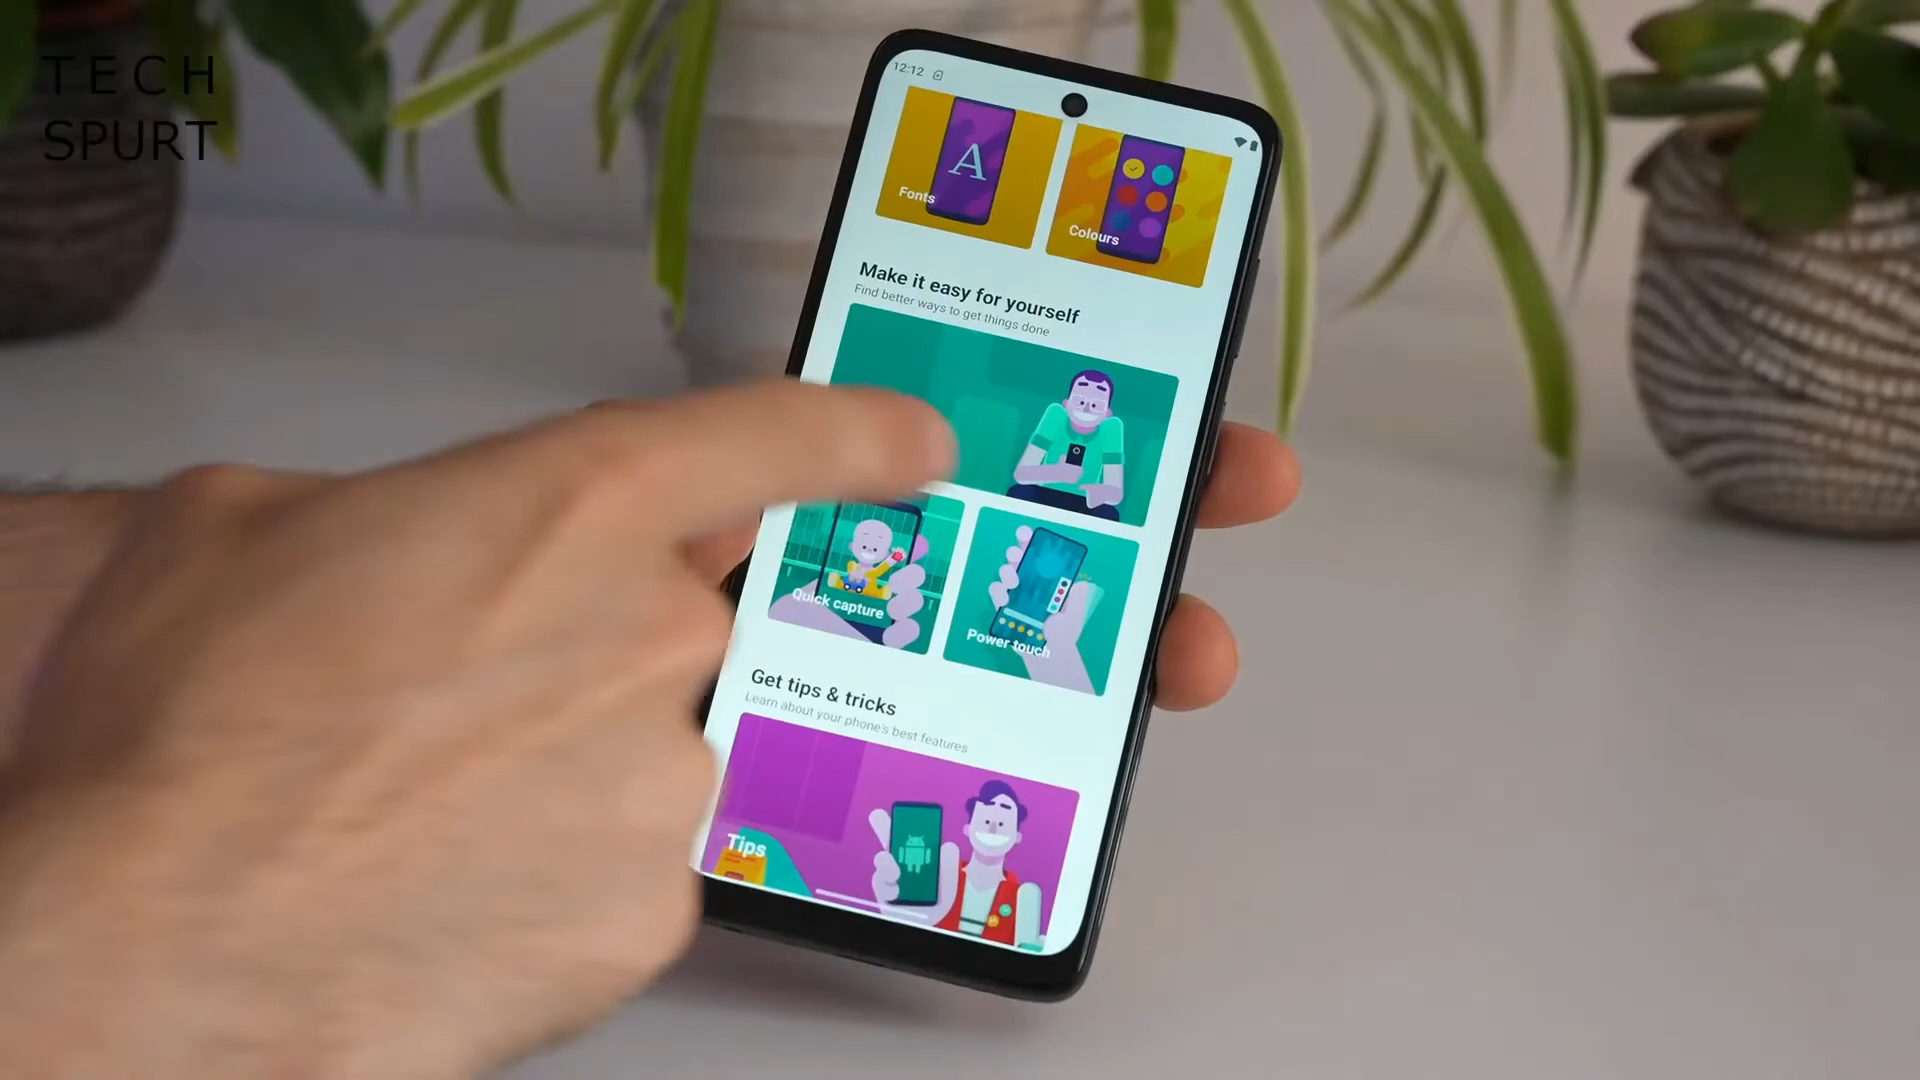 TECH
SPURT
12:12
Fonts
Colours
Make it easy for yourself
Find better ways to get things done
Quick capture
Power touch
Get tips & tricks
Learn about your phone's best features
Tips